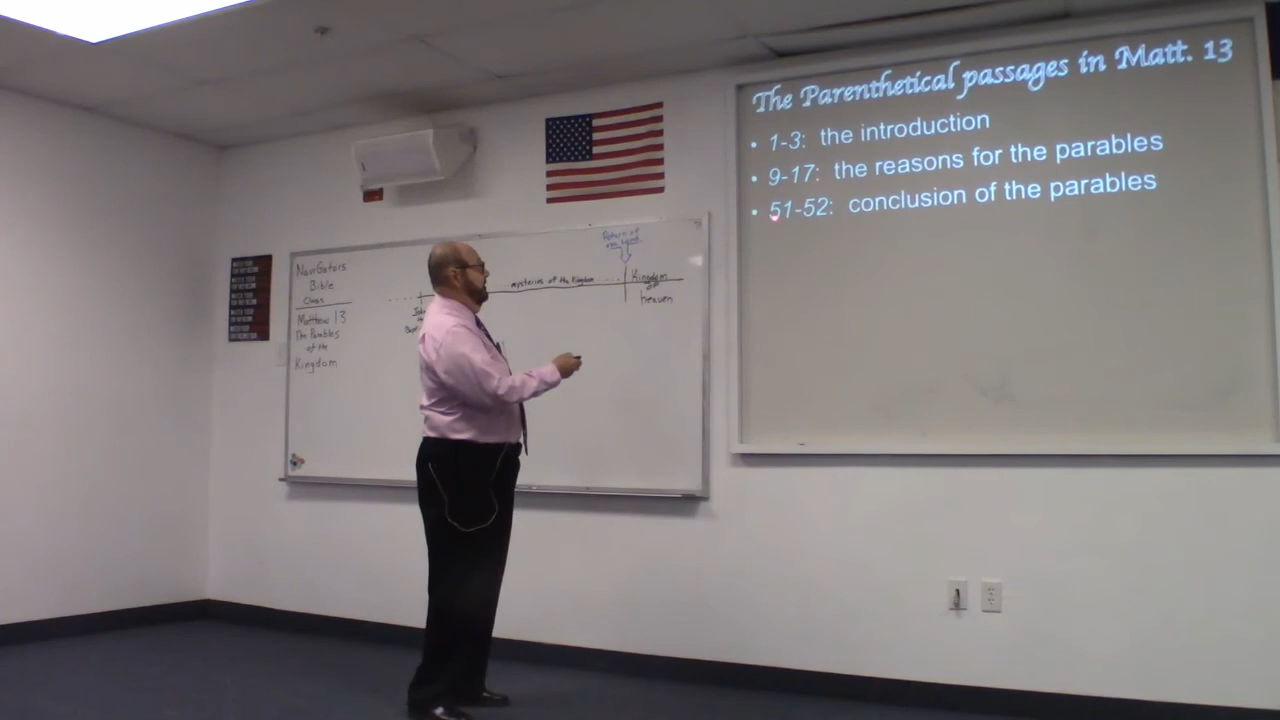 The Parenthetical passages in Matt. 13
• 1-3: the introduction
• 9-17: the reasons for the parables
• 51-52: conclusion of the parables
NaviGators
Bible
Class
Matthew 13
The Parables
of the
Kingdom
mysteries of the Kingdom
Return of
the Lord
Kingdom
of
heaven